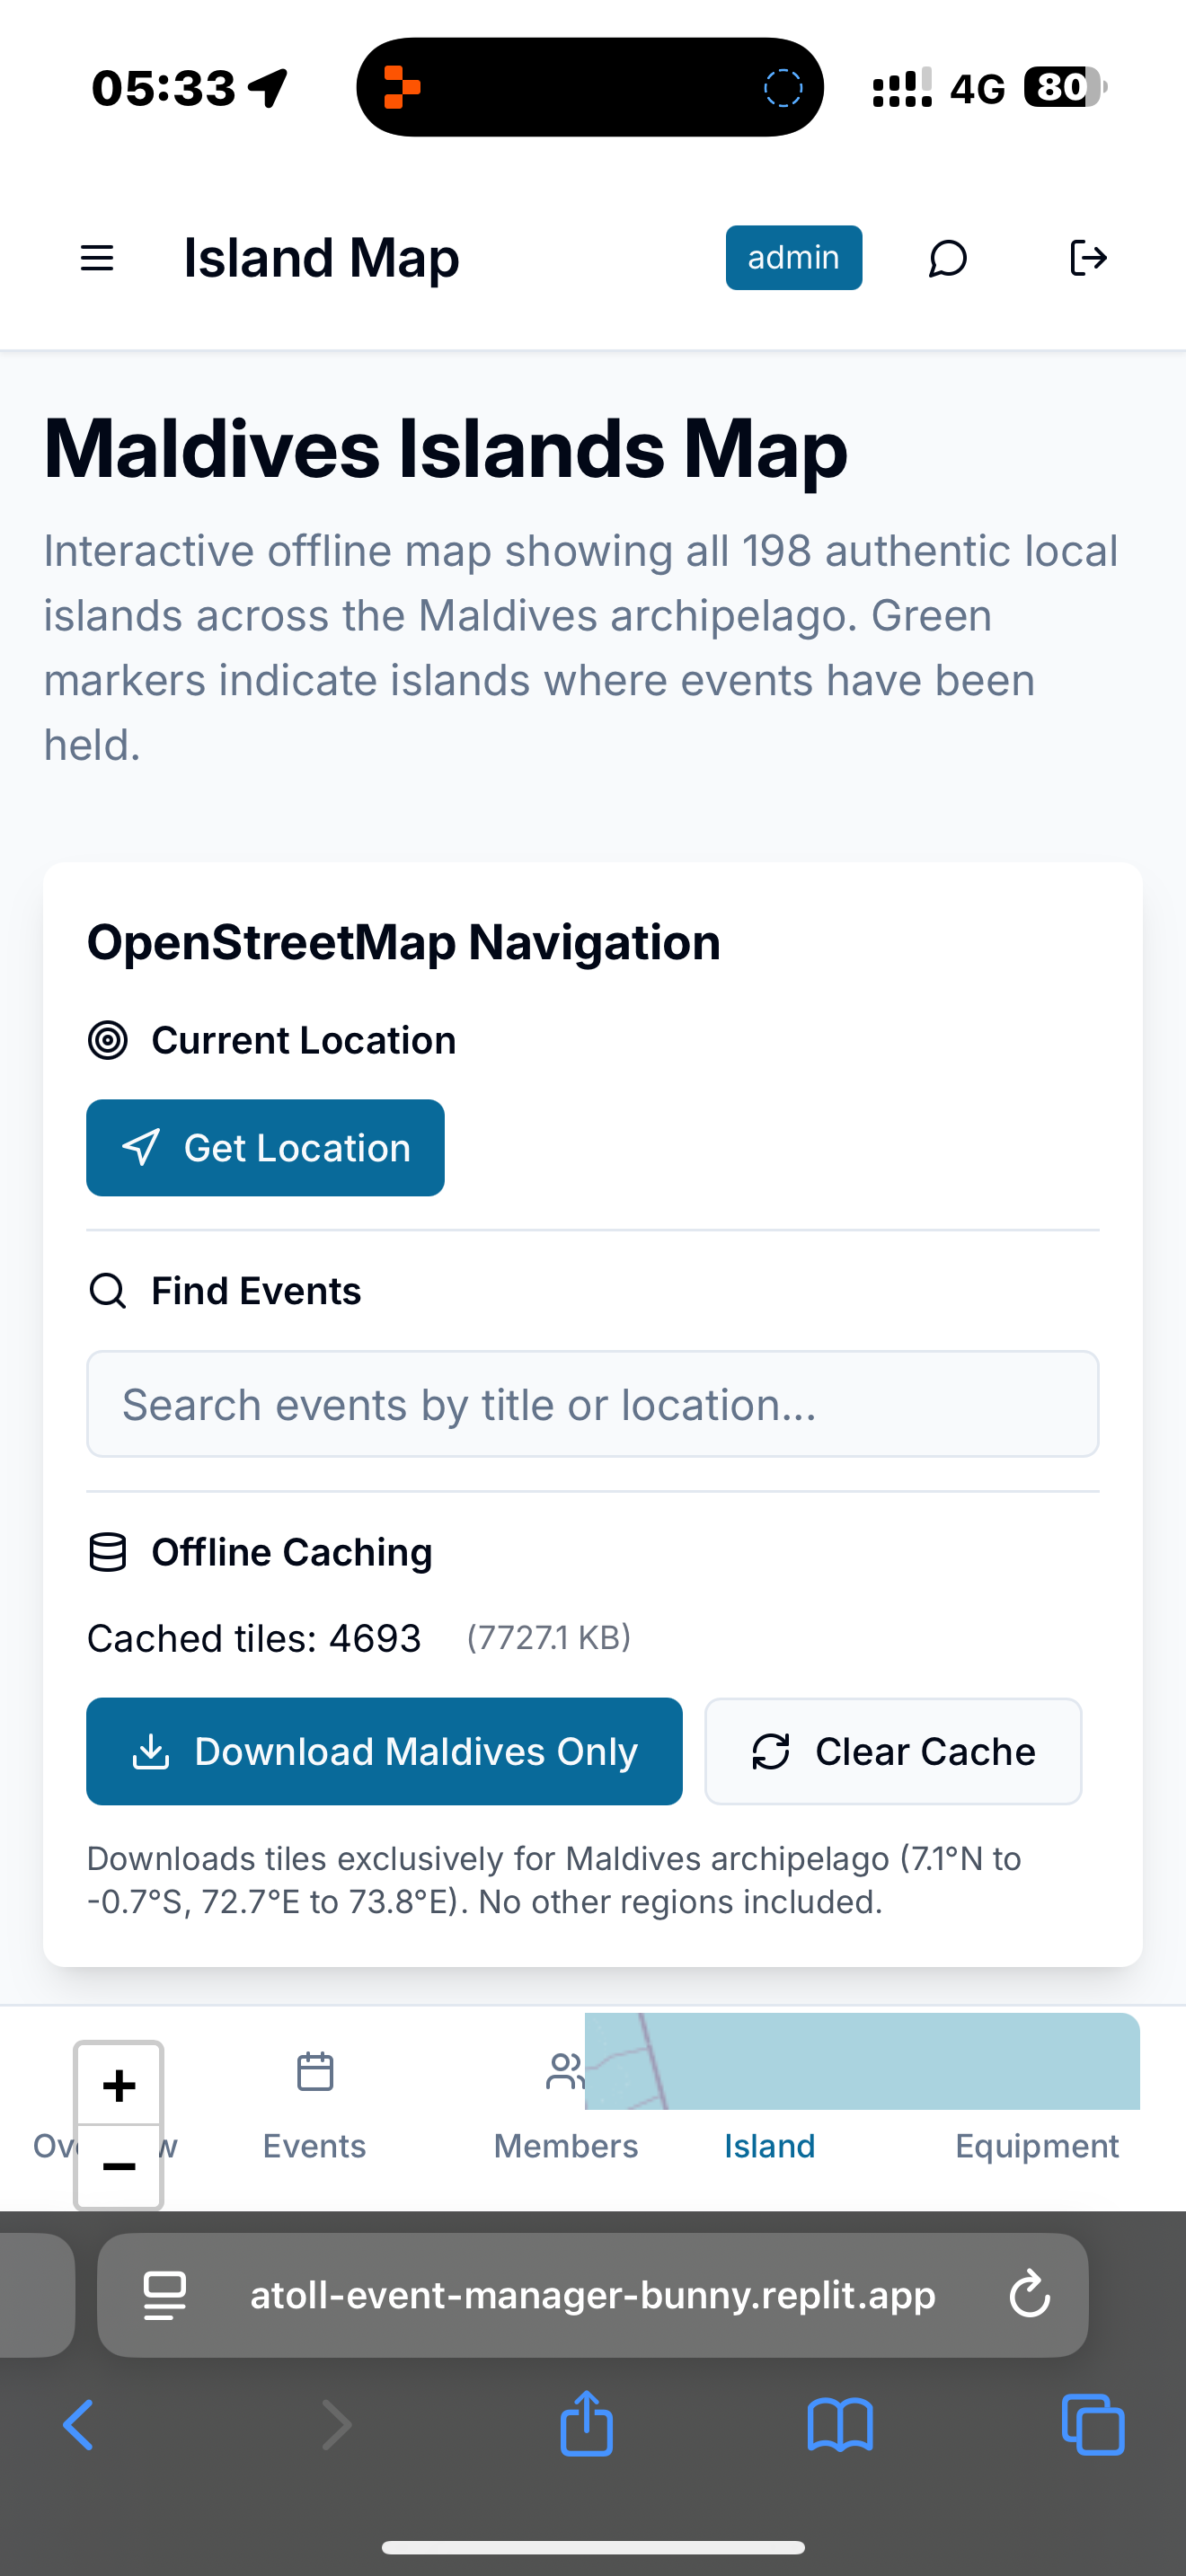 05:33
4G
80
Island Map
admin
Maldives Islands Map
Interactive offline map showing all 198 authentic local
islands across the Maldives archipelago. Green
markers indicate islands where events have been
held.
OpenStreetMap Navigation
Current Location
Get Location
Find Events
Search events by title or location...
Offline Caching
Cached tiles: 4693 (7727.1 KB)
Download Maldives Only
Clear Cache
Downloads tiles exclusively for Maldives archipelago (7.1°N to
-0.7°S, 72.7°E to 73.8°E). No other regions included.
+
−
Events
Members
Island
Equipment
atoll-event-manager-bunny.replit.app